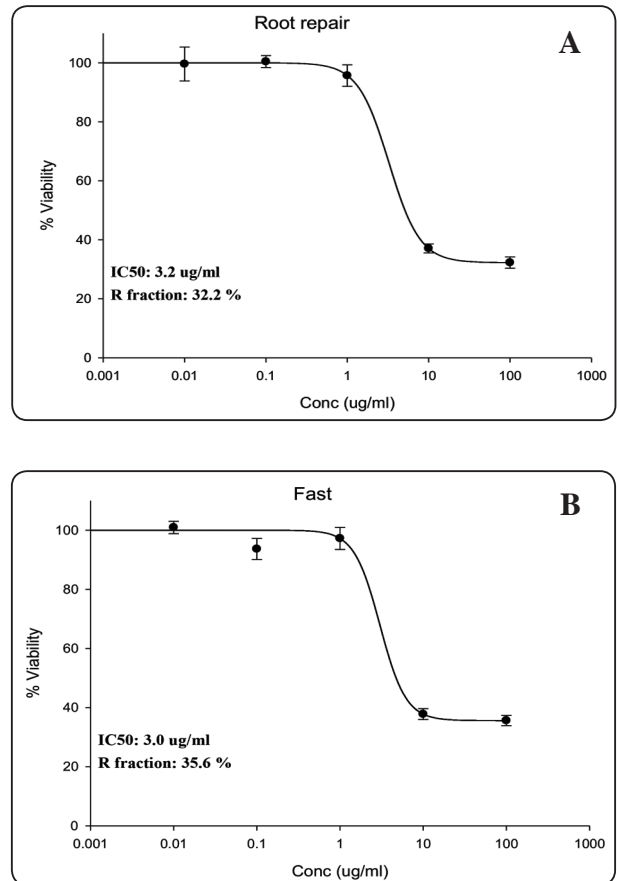 Root repair
A
100
80
60
40
20
0
% Viability
IC50: 3.2 ug/ml
R fraction: 32.2 %
0.001 0.01 0.1 1 10 100 1000
Conc (ug/ml)
Fast
B
100
80
60
40
20
0
% Viability
IC50: 3.0 ug/ml
R fraction: 35.6 %
0.001 0.01 0.1 1 10 100 1000
Conc (ug/ml)